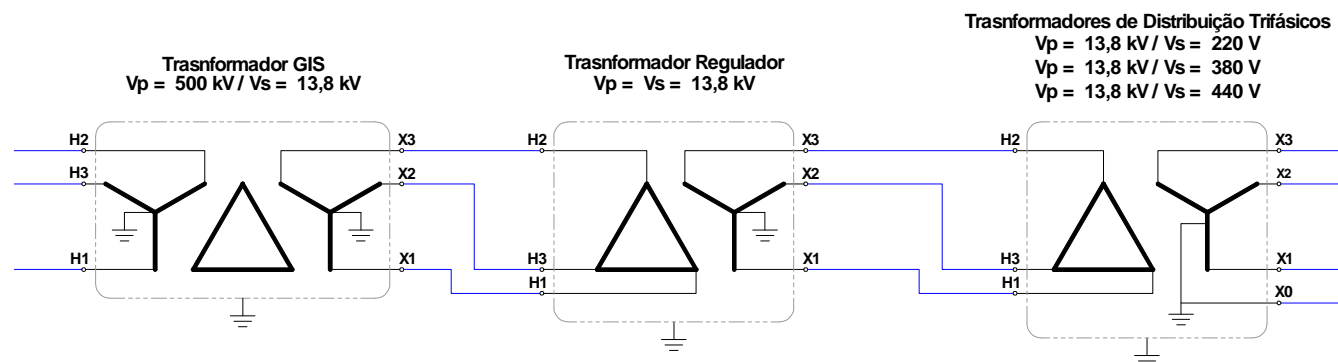 Trasnformadores de Distribuição Trifásicos
Vp = 13,8 kV / Vs = 220 V
Vp = 13,8 kV / Vs = 380 V
Vp = 13,8 kV / Vs = 440 V
Trasnformador GIS
Vp = 500 kV / Vs = 13,8 kV
Trasnformador Regulador
Vp = Vs = 13,8 kV
H2
H3
H1
X3
X2
X1
H2
H3
H1
X3
X2
X1
H2
H3
H1
X3
X2
X1
X0